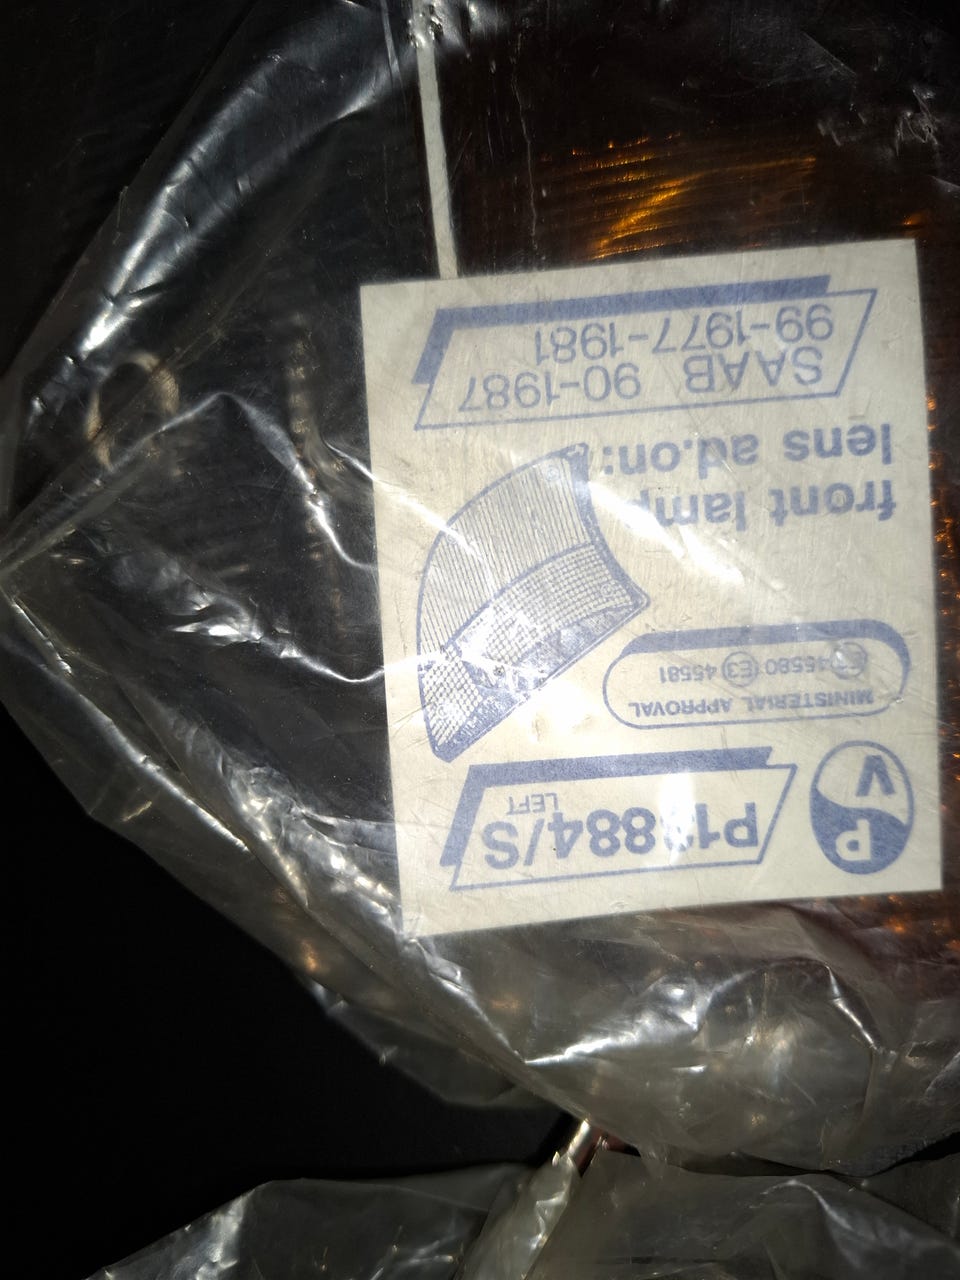 P
V
LEFT
MINISTERIAL APPROVAL
45580 E3 45581
front lamp
lens ad.on:
SAAB 90-1987
99-1977-1981